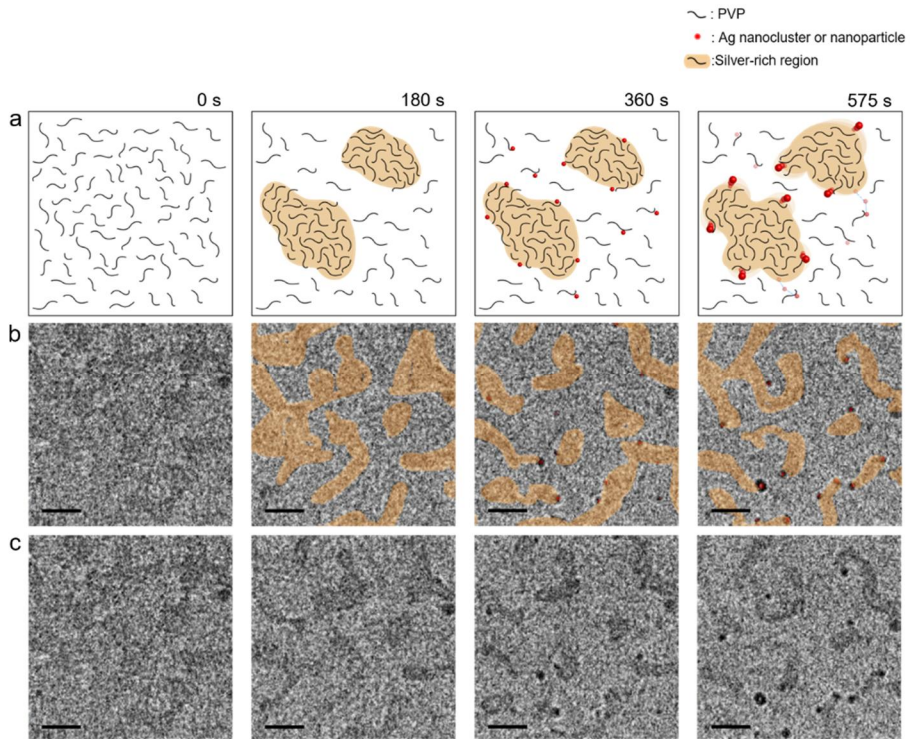 : PVP
: Ag nanocluster or nanoparticle
:Silver-rich region
0 s
180 s
360 s
575 s
a
b
c